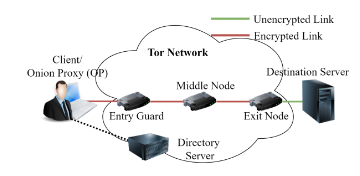 Unencrypted Link
Encrypted Link
Tor Network
Client/
Onion Proxy (OP)
Middle Node
Destination Server
Entry Guard
Exit Node
Directory
Server